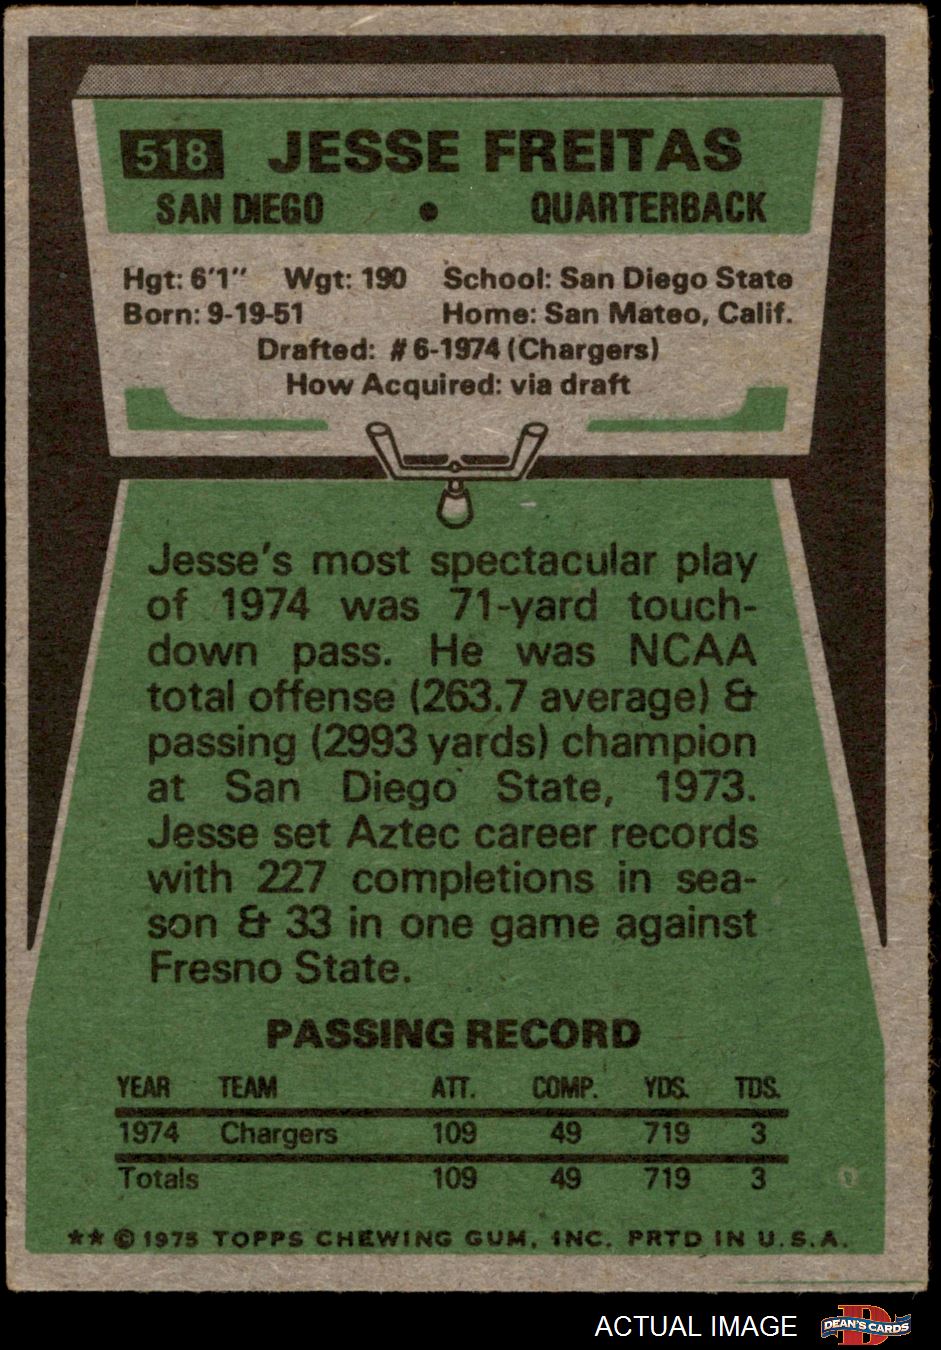 518 JESSE FREITAS
SAN DIEGO • QUARTERBACK
Hgt: 6'1" Wgt: 190 School: San Diego State
Born: 9-19-51 Home: San Mateo, Calif.
Drafted: #6-1974 (Chargers)
How Acquired: via draft
Jesse's most spectacular play
of 1974 was 71-yard touch-
down pass. He was NCAA
total offense (263.7 average) &
passing (2993 yards) champion
at San Diego State, 1973.
Jesse set Aztec career records
with 227 completions in sea-
son & 33 in one game against
Fresno State.
PASSING RECORD
YEAR TEAM ATT. COMP. YDS. TDS.
1974 Chargers 109 49 719 3
Totals 109 49 719 3
** © 1975 TOPPS CHEWING GUM, INC. PRTD IN U.S.A.
ACTUAL IMAGE D DEAN'S CARDS